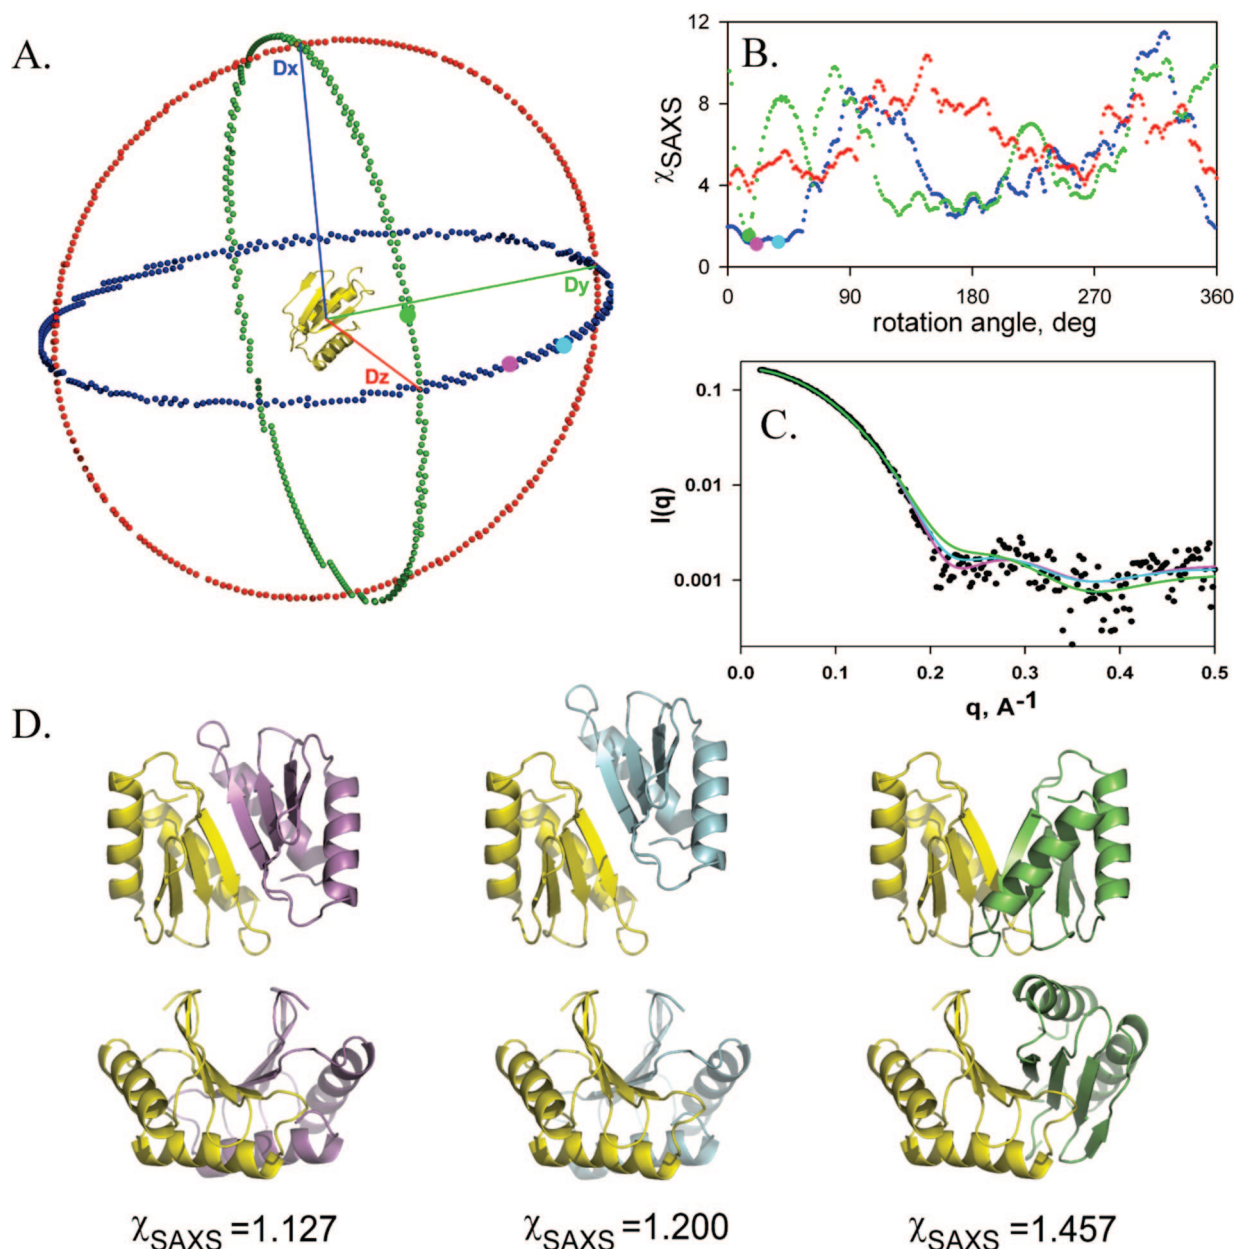 A.
Dx
Dy
Dz
B.
12
8
4
0
χSAXS
0 90 180 270 360
rotation angle, deg
C.
0.1
0.01
0.001
I(q)
0.0 0.1 0.2 0.3 0.4 0.5
q, A-1
D.
χSAXS =1.127 χSAXS =1.200 χSAXS =1.457